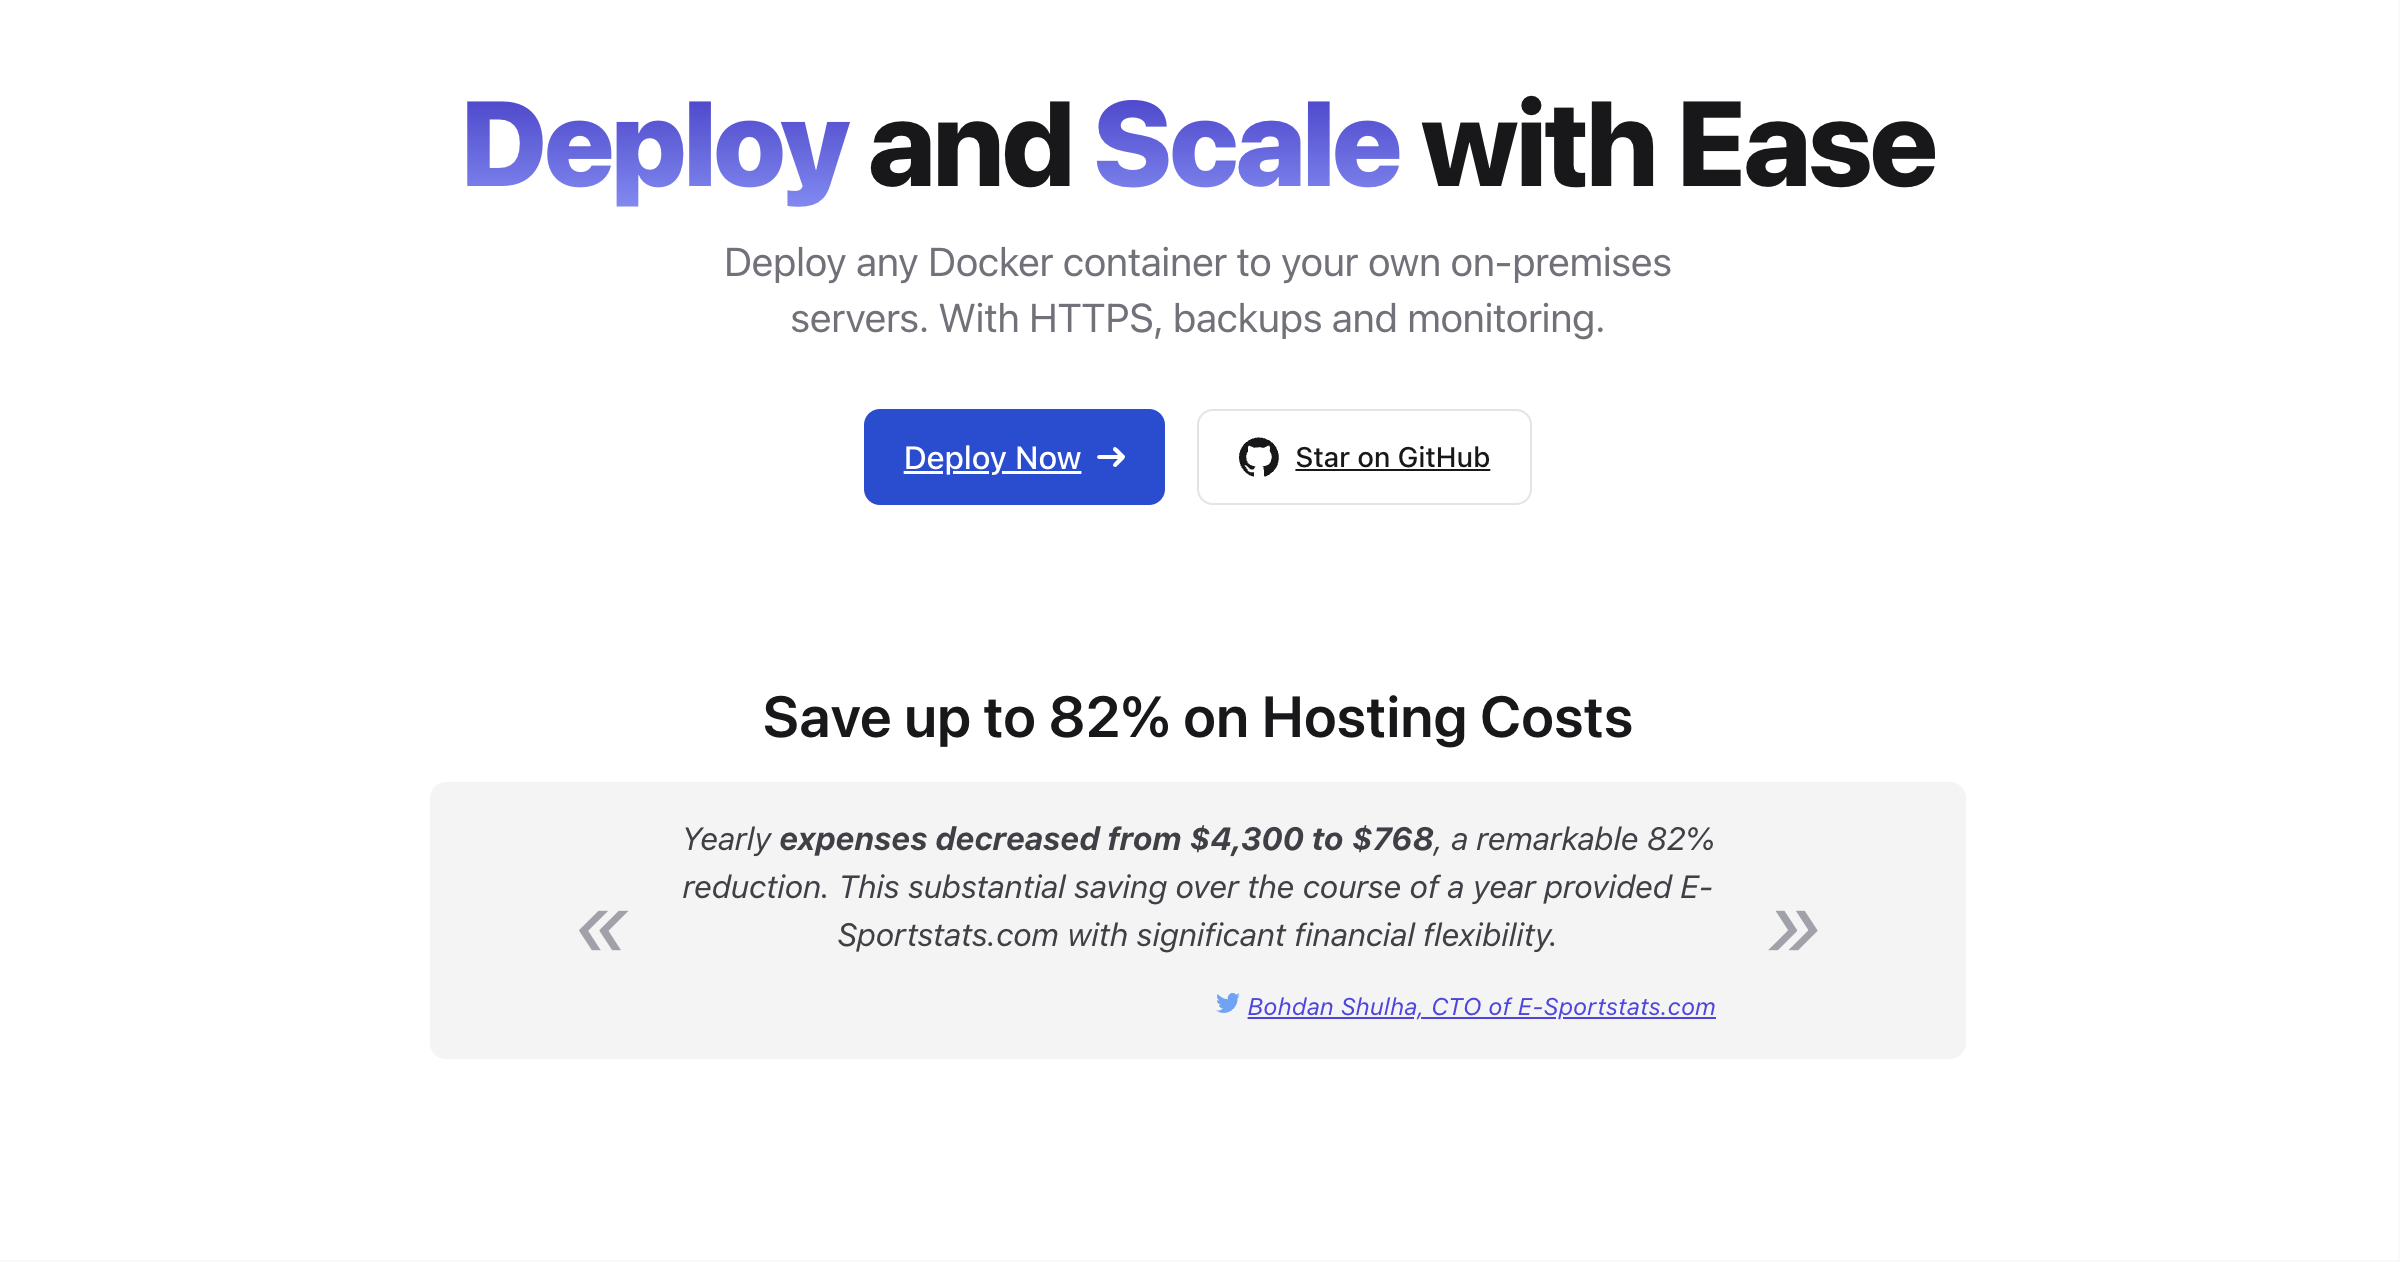 Deploy and Scale with Ease
Deploy any Docker container to your own on-premises
servers. With HTTPS, backups and monitoring.
Deploy Now →
Star on GitHub
Save up to 82% on Hosting Costs
Yearly expenses decreased from $4,300 to $768, a remarkable 82%
reduction. This substantial saving over the course of a year provided E-
Sportstats.com with significant financial flexibility.
« »
Bohdan Shulha, CTO of E-Sportstats.com